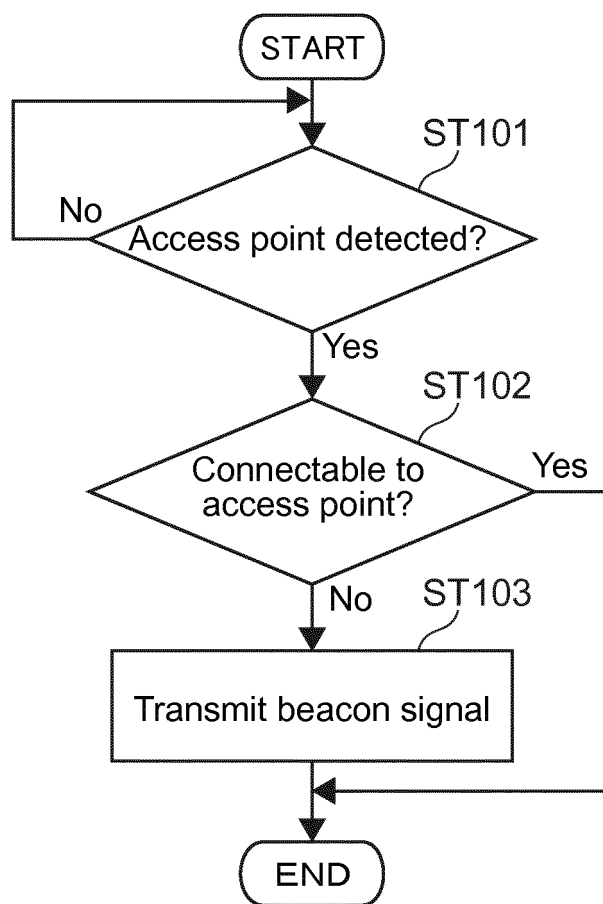 START
ST101
No
Access point detected?
Yes
ST102
Connectable to
access point?
Yes
No
ST103
Transmit beacon signal
END